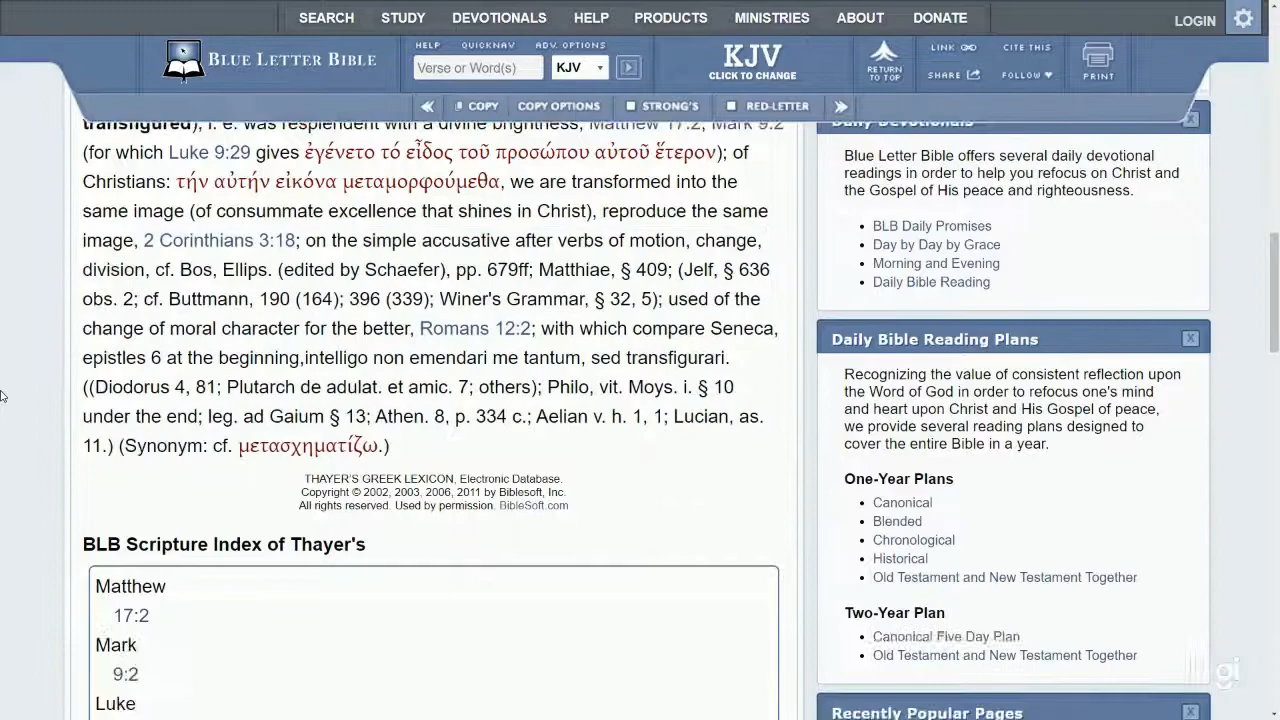 SEARCH STUDY DEVOTIONALS HELP PRODUCTS MINISTRIES ABOUT DONATE LOGIN
BLUE LETTER BIBLE
HELP QUICKNAV ADV. OPTIONS
Verse or Word(s) KJV
KJV
CLICK TO CHANGE
RETURN
TO TOP
LINK CITE THIS
SHARE FOLLOW
PRINT
COPY COPY OPTIONS STRONG'S RED-LETTER
transfigured), i. e. was resplendent with a divine brightness, Matthew 17:2; Mark 9:2
(for which Luke 9:29 gives ἐγένετο τό εἶδος τοῦ προσώπου αὐτοῦ ἕτερον); of
Christians: τήν αὐτήν εἰκόνα μεταμορφούμεθα, we are transformed into the
same image (of consummate excellence that shines in Christ), reproduce the same
image, 2 Corinthians 3:18; on the simple accusative after verbs of motion, change,
division, cf. Bos, Ellips. (edited by Schaefer), pp. 679ff; Matthiae, § 409; (Jelf, § 636
obs. 2; cf. Buttmann, 190 (164); 396 (339); Winer's Grammar, § 32, 5); used of the
change of moral character for the better, Romans 12:2; with which compare Seneca,
epistles 6 at the beginning,intelligo non emendari me tantum, sed transfigurari.
((Diodorus 4, 81; Plutarch de adulat. et amic. 7; others); Philo, vit. Moys. i. § 10
under the end; leg. ad Gaium § 13; Athen. 8, p. 334 c.; Aelian v. h. 1, 1; Lucian, as.
11.) (Synonym: cf. μετασχηματίζω.)
THAYER'S GREEK LEXICON, Electronic Database.
Copyright © 2002, 2003, 2006, 2011 by Biblesoft, Inc.
All rights reserved. Used by permission. BibleSoft.com
BLB Scripture Index of Thayer's
Matthew
17:2
Mark
9:2
Luke
Daily Devotionals
Blue Letter Bible offers several daily devotional
readings in order to help you refocus on Christ and
the Gospel of His peace and righteousness.
BLB Daily Promises
Day by Day by Grace
Morning and Evening
Daily Bible Reading
Daily Bible Reading Plans
Recognizing the value of consistent reflection upon
the Word of God in order to refocus one's mind
and heart upon Christ and His Gospel of peace,
we provide several reading plans designed to
cover the entire Bible in a year.
One-Year Plans
Canonical
Blended
Chronological
Historical
Old Testament and New Testament Together
Two-Year Plan
Canonical Five Day Plan
Old Testament and New Testament Together
Recently Popular Pages